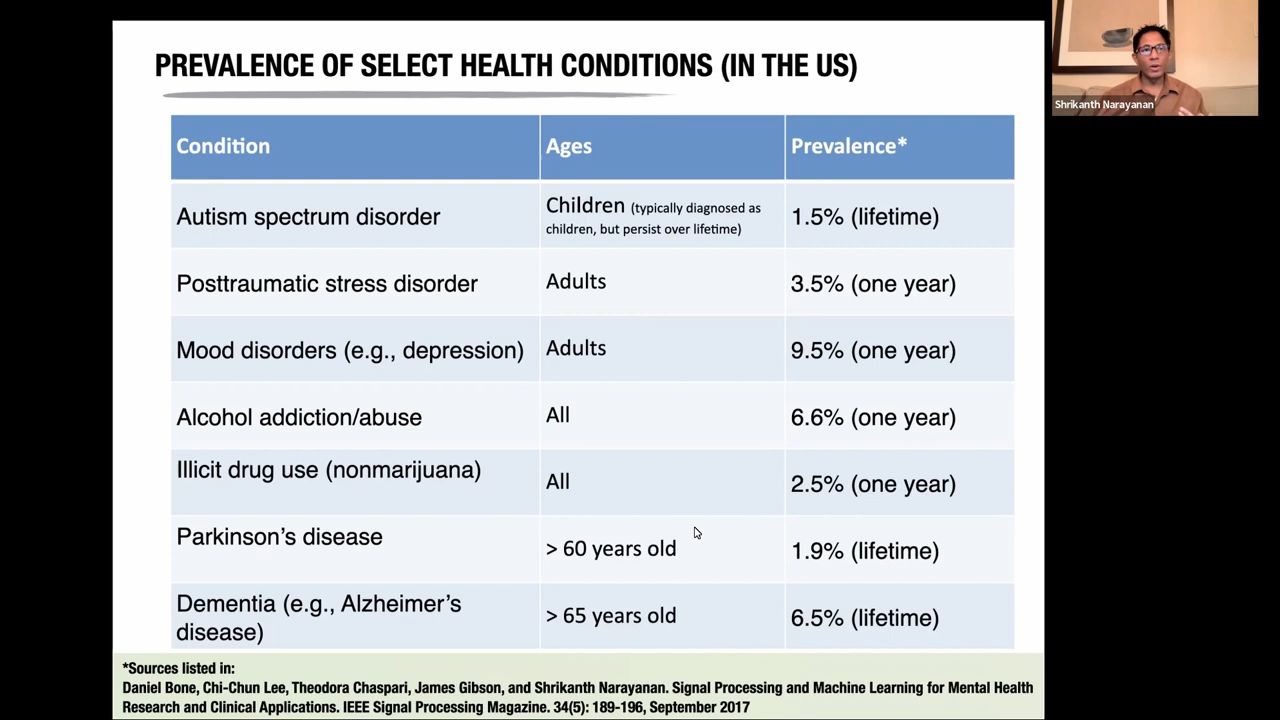 PREVALENCE OF SELECT HEALTH CONDITIONS (IN THE US)
Shrikanth Narayanan
Condition Ages Prevalence*
Autism spectrum disorder Children (typically diagnosed as children, but persist over lifetime) 1.5% (lifetime)
Posttraumatic stress disorder Adults 3.5% (one year)
Mood disorders (e.g., depression) Adults 9.5% (one year)
Alcohol addiction/abuse All 6.6% (one year)
Illicit drug use (nonmarijuana) All 2.5% (one year)
Parkinson's disease > 60 years old 1.9% (lifetime)
Dementia (e.g., Alzheimer's disease) > 65 years old 6.5% (lifetime)
*Sources listed in:
Daniel Bone, Chi-Chun Lee, Theodora Chaspari, James Gibson, and Shrikanth Narayanan. Signal Processing and Machine Learning for Mental Health
Research and Clinical Applications. IEEE Signal Processing Magazine. 34(5): 189-196, September 2017